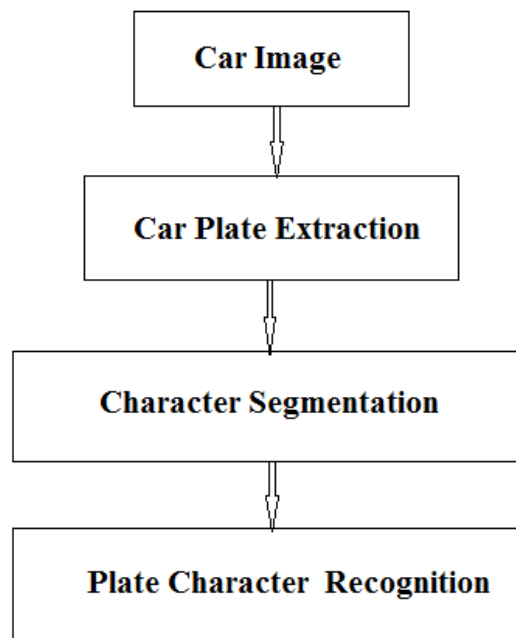 Car Image
Car Plate Extraction
Character Segmentation
Plate Character Recognition